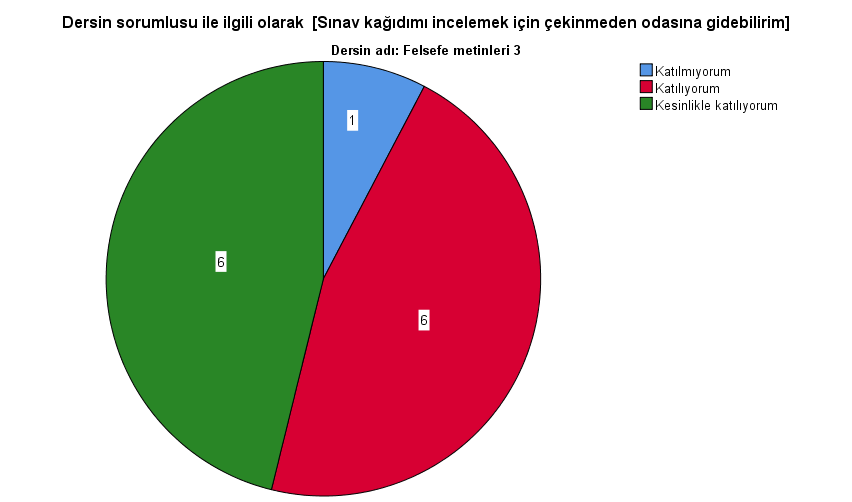 Dersin sorumlusu ile ilgili olarak [Sınav kağıdımı incelemek için çekinmeden odasına gidebilirim]
Dersin adı: Felsefe metinleri 3
Katılmıyorum
Katılıyorum
Kesinlikle katılıyorum
1
6
6